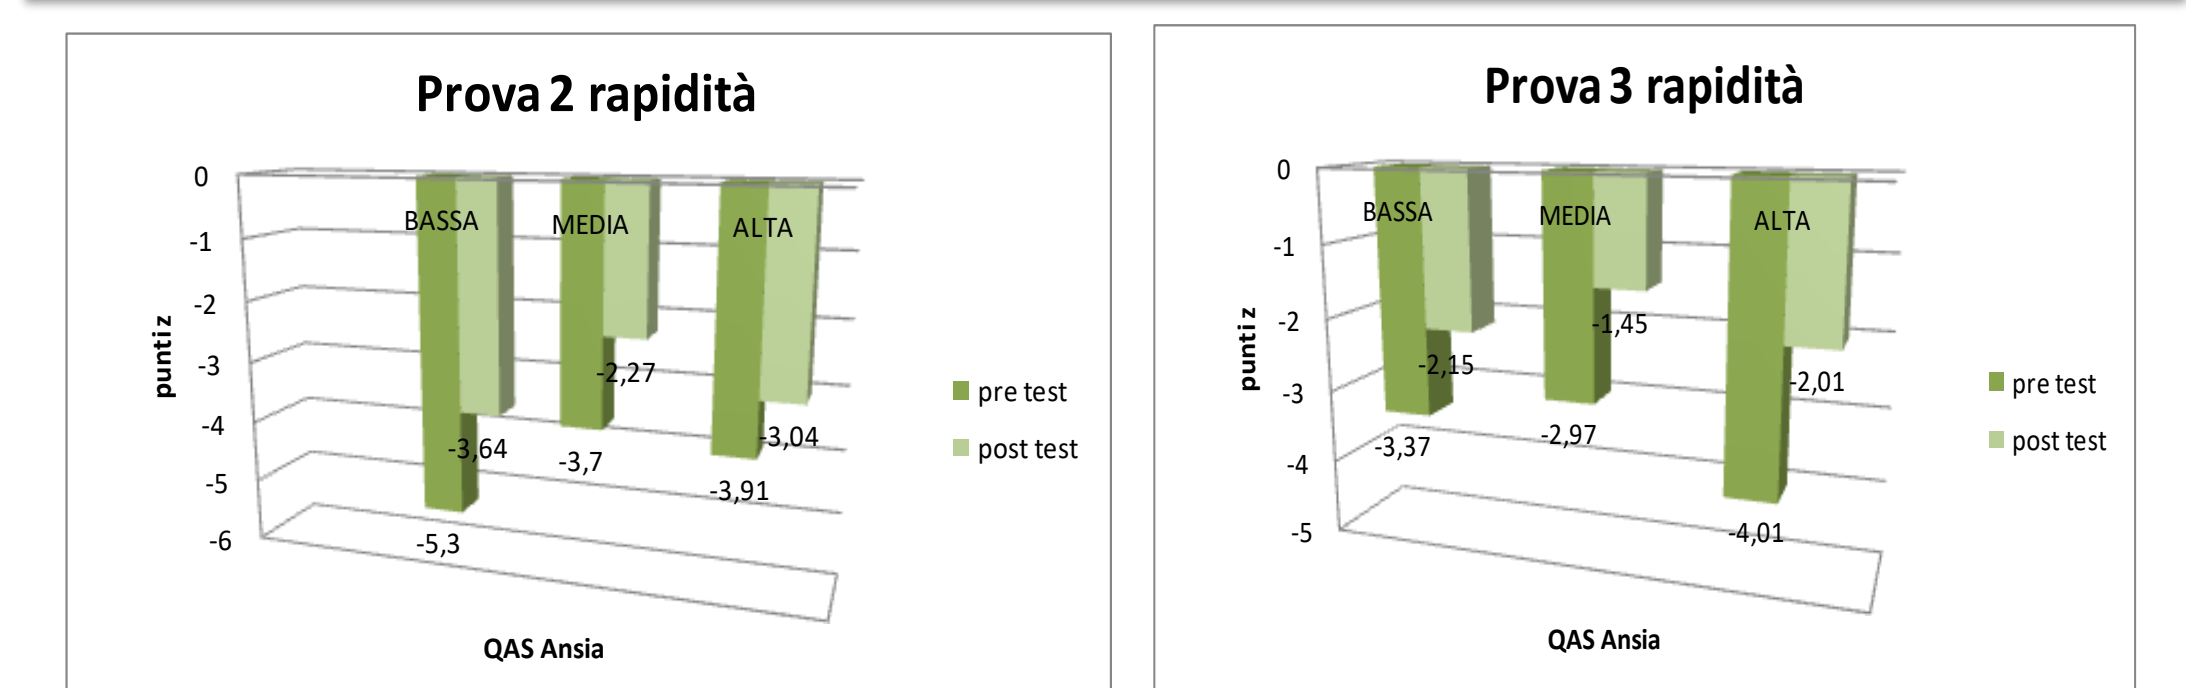 Prova 2 rapidità
0
-1
-2
-3
-4
-5
-6
punti z
BASSA
MEDIA
ALTA
-3,64
-5,3
-2,27
-3,7
-3,04
-3,91
pre test
post test
QAS Ansia
Prova 3 rapidità
0
-1
-2
-3
-4
-5
punti z
BASSA
MEDIA
ALTA
-2,15
-3,37
-1,45
-2,97
-2,01
-4,01
pre test
post test
QAS Ansia